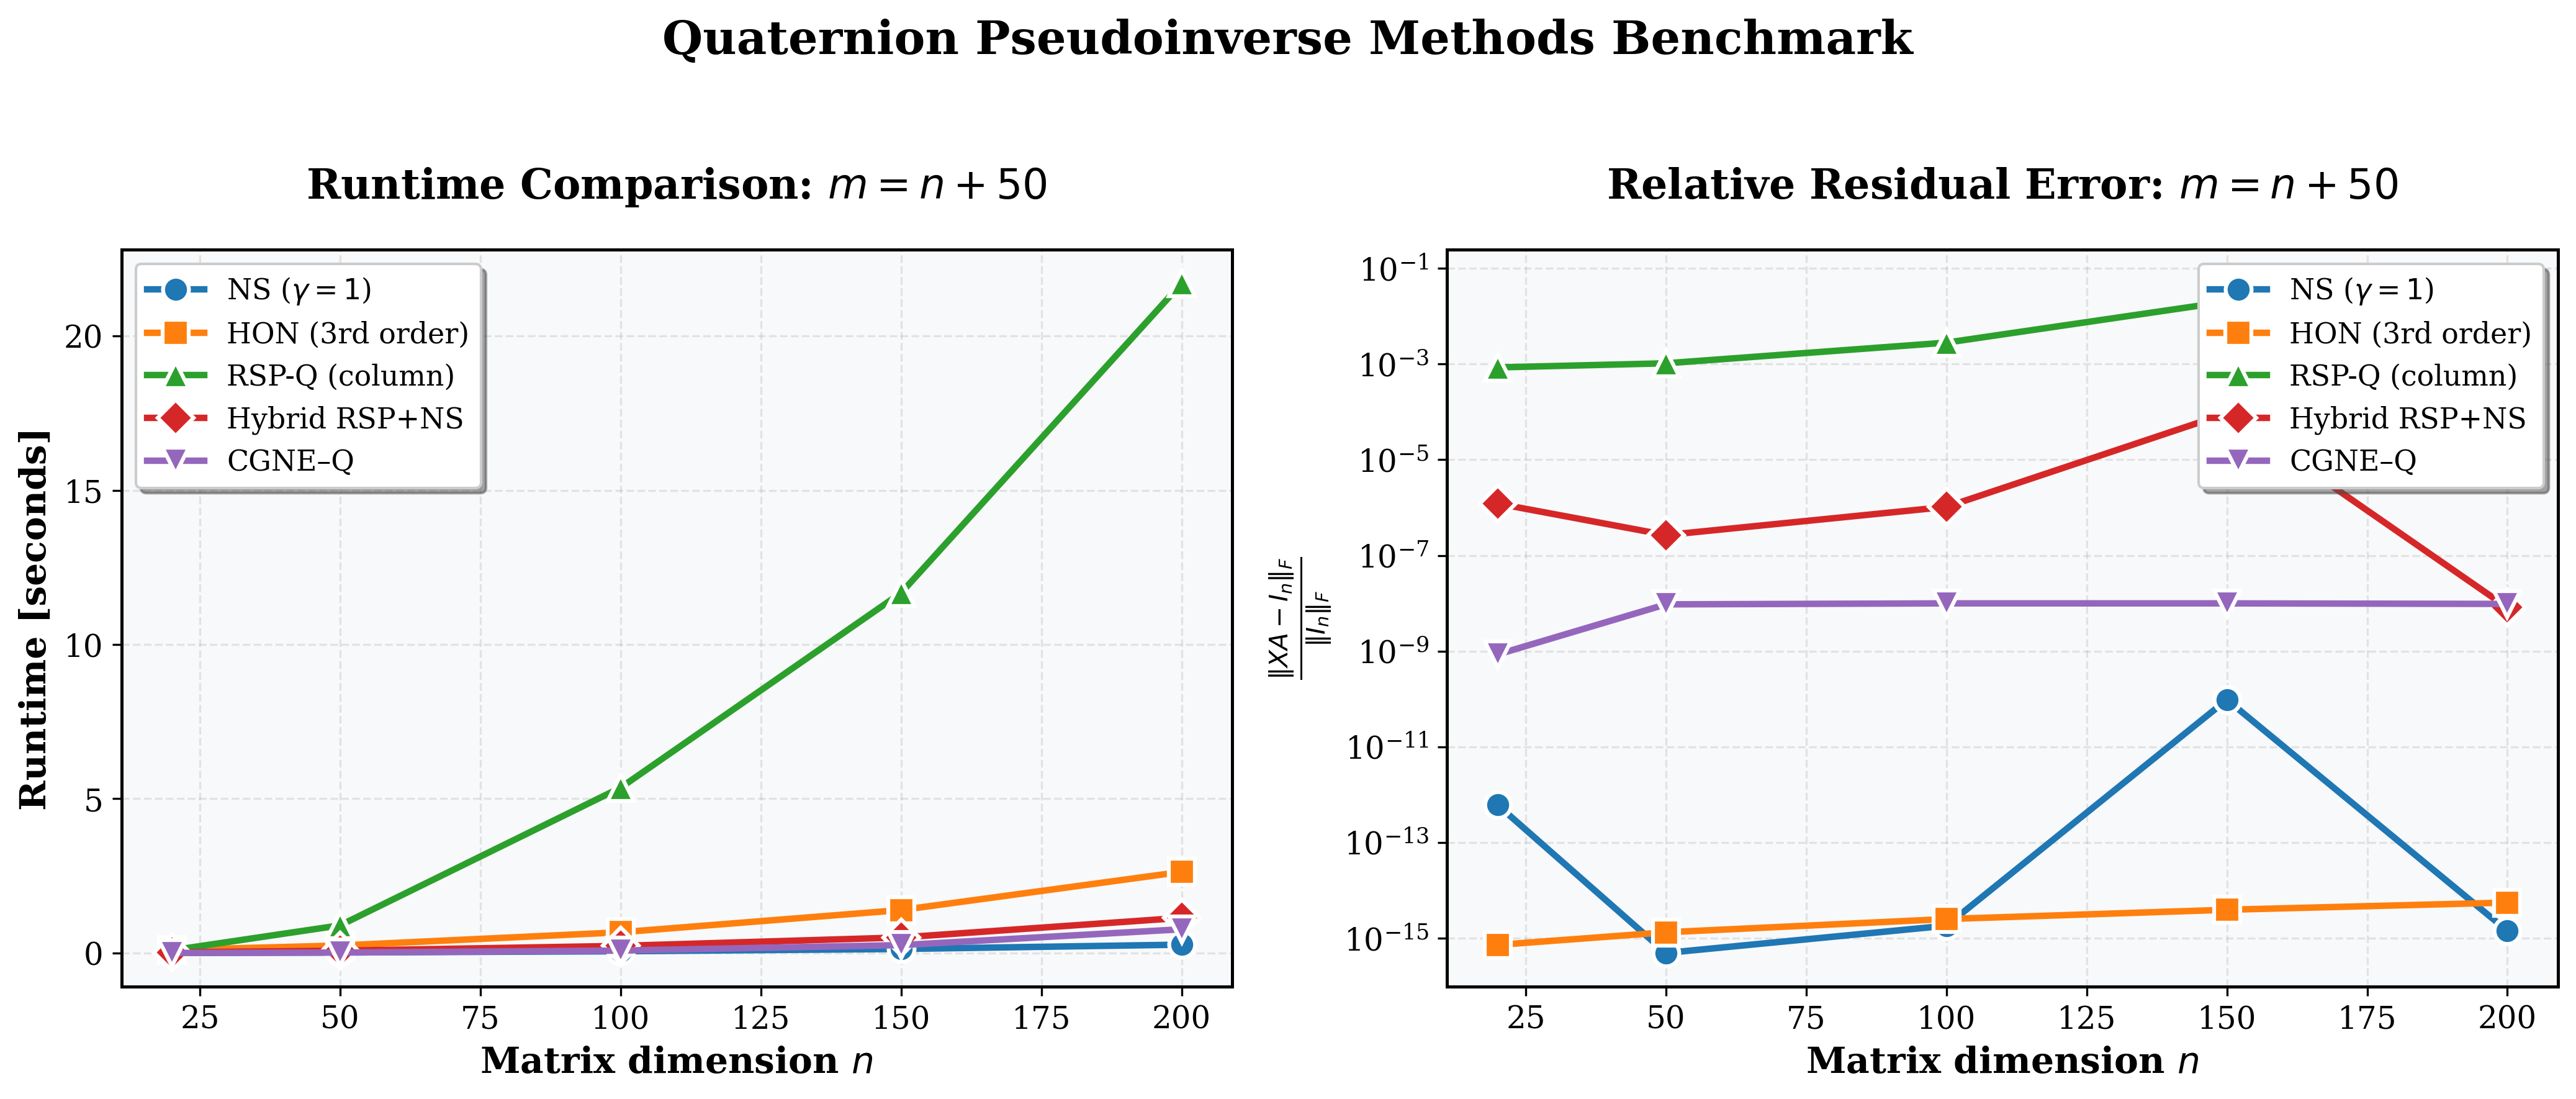 Quaternion Pseudoinverse Methods Benchmark
Runtime Comparison: m = n + 50
NS (γ = 1)
HON (3rd order)
RSP-Q (column)
Hybrid RSP+NS
CGNE–Q
Runtime [seconds]
20
15
10
5
0
25 50 75 100 125 150 175 200
Matrix dimension n
Relative Residual Error: m = n + 50
NS (γ = 1)
HON (3rd order)
RSP-Q (column)
Hybrid RSP+NS
CGNE–Q
‖XA − Iₙ‖F
‖Iₙ‖F
10⁻¹
10⁻³
10⁻⁵
10⁻⁷
10⁻⁹
10⁻¹¹
10⁻¹³
10⁻¹⁵
25 50 75 100 125 150 175 200
Matrix dimension n